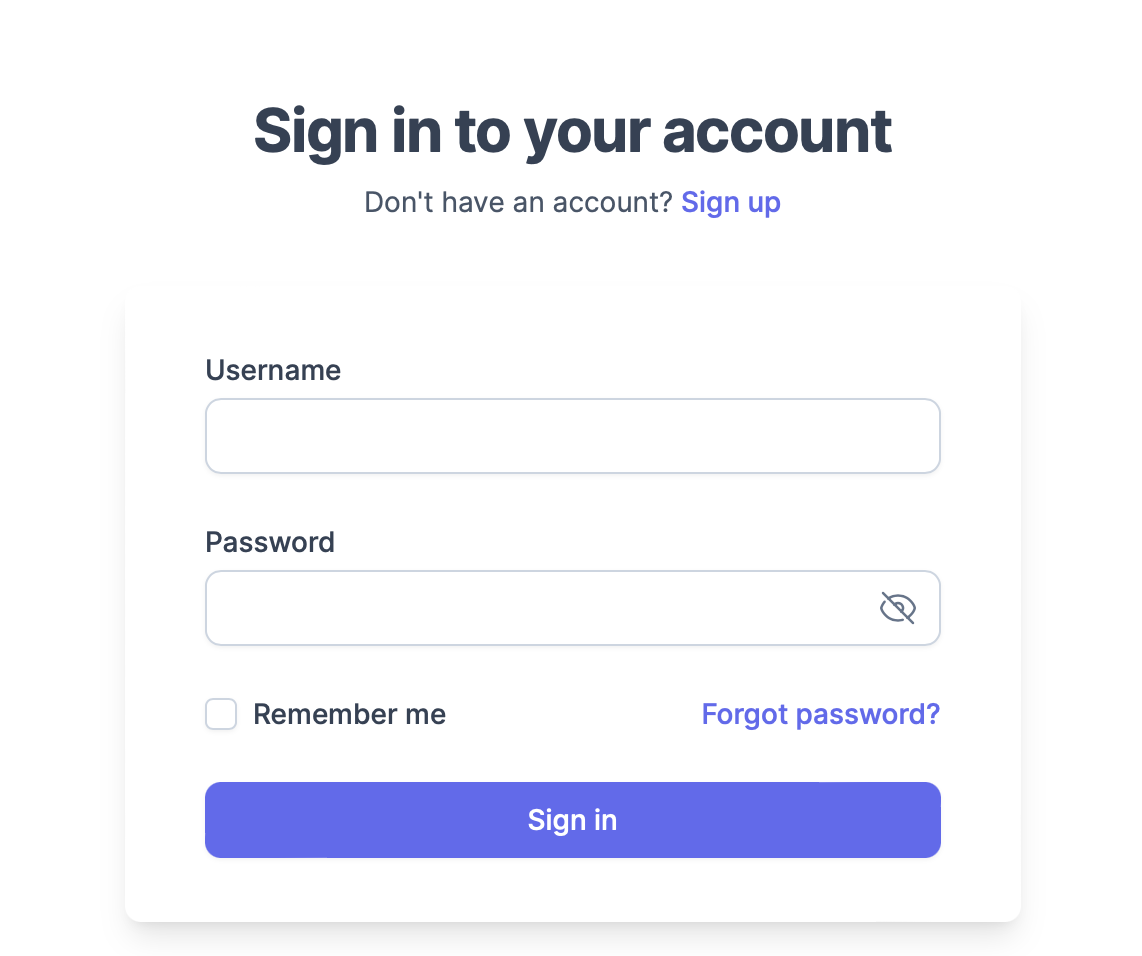 Sign in to your account
Don't have an account? Sign up
Username
Password
Remember me
Forgot password?
Sign in